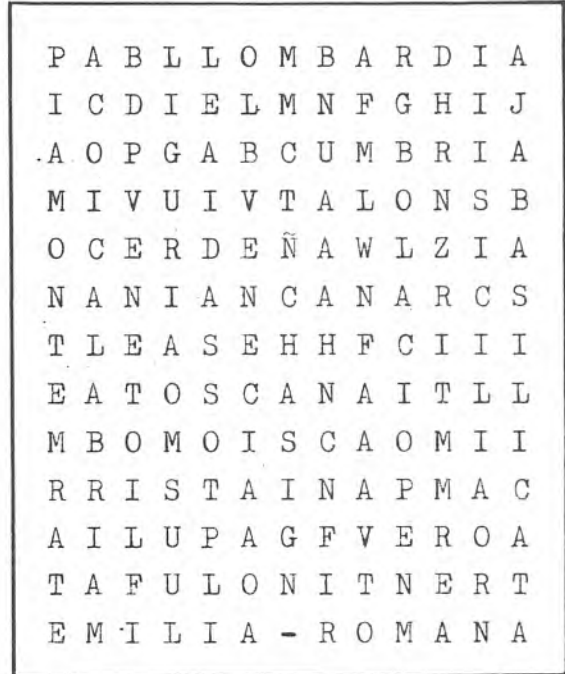 P A B L L O M B A R D I A
I C D I E L M N F G H I J
A O P G A B C U M B R I A
M I V U I V T A L O N S B
O C E R D E Ñ A W L Z I A
N A N I A N C A N A R C S
T L E A S E H H F C I I I
E A T O S C A N A I T L L
M B O M O I S C A O M I I
R R I S T A I N A P M A C
A I L U P A G F V E R O A
T A F U L O N I T N E R T
E M I L I A - R O M A N A